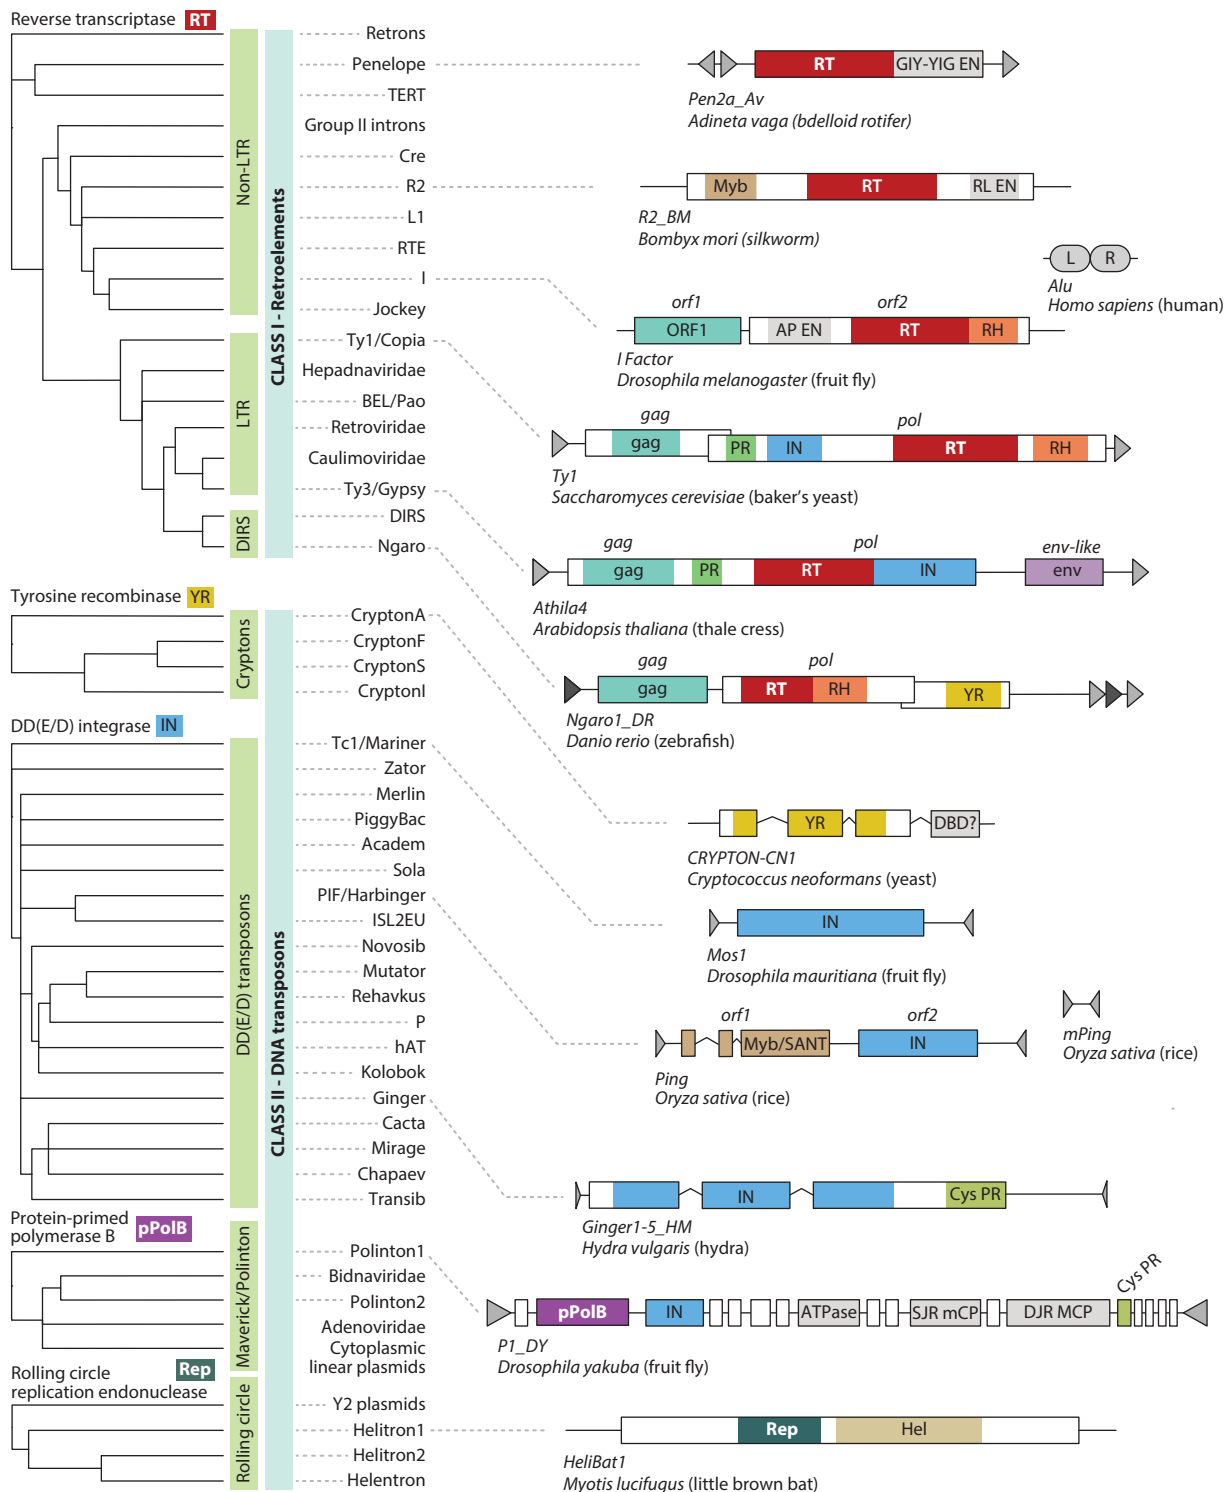 Reverse transcriptase RT
Non-LTR
LTR
DIRS
CLASS I - Retroelements
Retrons
Penelope
TERT
Group II introns
Cre
R2
L1
RTE
I
Jockey
Ty1/Copia
Hepadnaviridae
BEL/Pao
Retroviridae
Caulimoviridae
Ty3/Gypsy
DIRS
Ngaro
RT GIY-YIG EN
Pen2a_Av
Adineta vaga (bdelloid rotifer)
Myb RT RL EN
R2_BM
Bombyx mori (silkworm)
L R
Alu
Homo sapiens (human)
orf1 orf2
ORF1 AP EN RT RH
I Factor
Drosophila melanogaster (fruit fly)
gag pol
gag PR IN RT RH
Ty1
Saccharomyces cerevisiae (baker's yeast)
gag pol env-like
gag PR RT IN env
Athila4
Arabidopsis thaliana (thale cress)
gag pol
gag RT RH YR
Ngaro1_DR
Danio rerio (zebrafish)
Tyrosine recombinase YR
Cryptons
CLASS II - DNA transposons
CryptonA
CryptonF
CryptonS
CryptonI
YR DBD?
CRYPTON-CN1
Cryptococcus neoformans (yeast)
DD(E/D) integrase IN
DD(E/D) transposons
Tc1/Mariner
Zator
Merlin
PiggyBac
Academ
Sola
PIF/Harbinger
ISL2EU
Novosib
Mutator
Rehavkus
P
hAT
Kolobok
Ginger
Cacta
Mirage
Chapaev
Transib
IN
Mos1
Drosophila mauritiana (fruit fly)
orf1 orf2
Myb/SANT IN
Ping
Oryza sativa (rice)
mPing
Oryza sativa (rice)
IN Cys PR
Ginger1-5_HM
Hydra vulgaris (hydra)
Protein-primed
polymerase B pPolB
Maverick/Polinton
Polinton1
Bidnaviridae
Polinton2
Adenoviridae
Cytoplasmic
linear plasmids
Cys PR
pPolB IN ATPase SJR mCP DJR MCP
P1_DY
Drosophila yakuba (fruit fly)
Rolling circle
replication endonuclease Rep
Rolling circle
Y2 plasmids
Helitron1
Helitron2
Helentron
Rep Hel
HeliBat1
Myotis lucifugus (little brown bat)